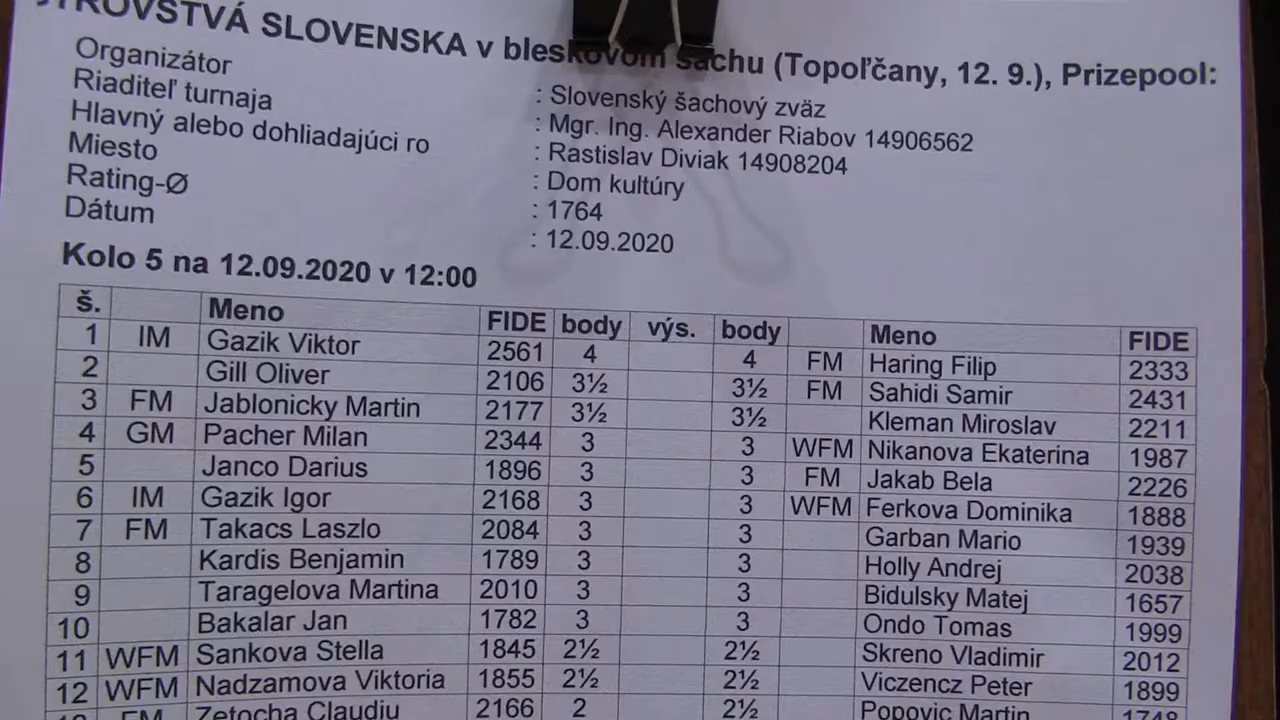 SLOVENSKA v bleskovom šachu (Topoľčany, 12. 9.), Prizepool:
Organizátor : Slovenský šachový zväz
Riaditeľ turnaja : Mgr. Ing. Alexander Riabov 14906562
Hlavný alebo dohliadajúci ro : Rastislav Diviak 14908204
Miesto : Dom kultúry
Rating-Ø : 1764
Dátum : 12.09.2020
Kolo 5 na 12.09.2020 v 12:00
š. Meno FIDE body výs. body Meno FIDE
1 IM Gazik Viktor 2561 4 4 FM Haring Filip 2333
2 Gill Oliver 2106 3½ 3½ FM Sahidi Samir 2431
3 FM Jablonicky Martin 2177 3½ 3½ Kleman Miroslav 2211
4 GM Pacher Milan 2344 3 3 WFM Nikanova Ekaterina 1987
5 Janco Darius 1896 3 3 FM Jakab Bela 2226
6 IM Gazik Igor 2168 3 3 WFM Ferkova Dominika 1888
7 FM Takacs Laszlo 2084 3 3 Garban Mario 1939
8 Kardis Benjamin 1789 3 3 Holly Andrej 2038
9 Taragelova Martina 2010 3 3 Bidulsky Matej 1657
10 Bakalar Jan 1782 3 3 Ondo Tomas 1999
11 WFM Sankova Stella 1845 2½ 2½ Skreno Vladimir 2012
12 WFM Nadzamova Viktoria 1855 2½ 2½ Viczencz Peter 1899
FM Zetocha Claudiu 2166 2 2½ Popovic Martin